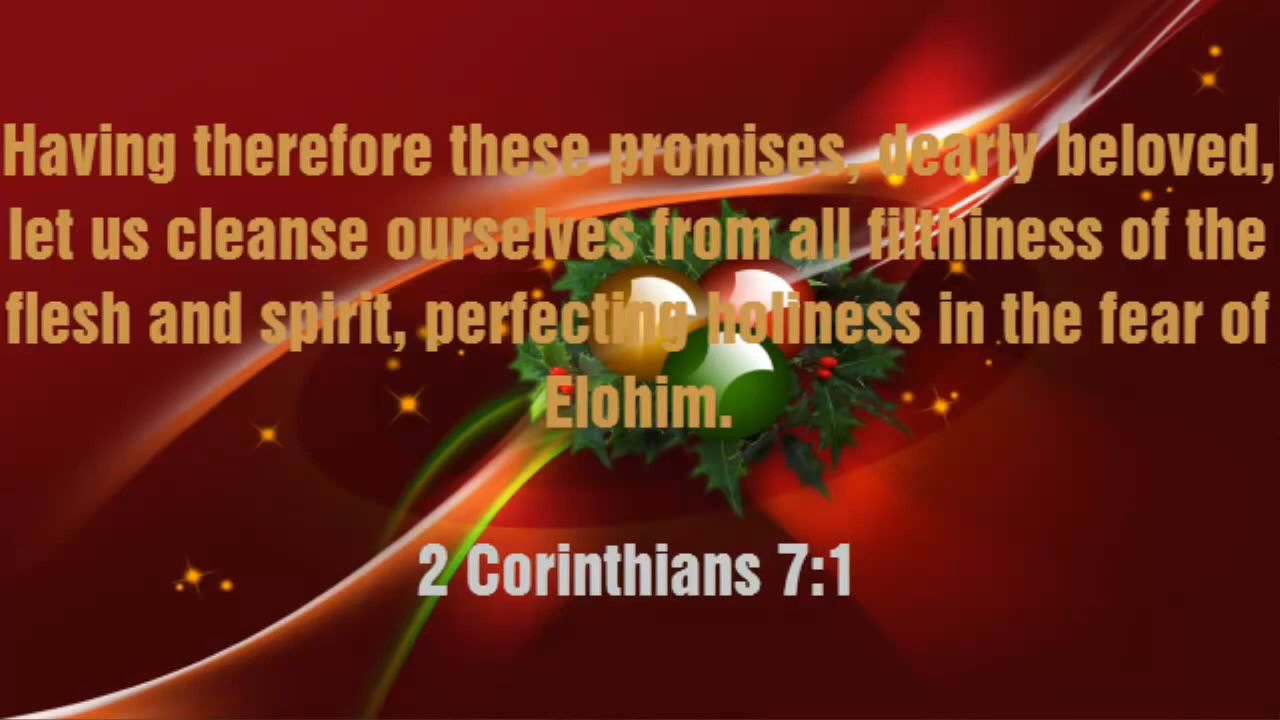 Having therefore these promises, dearly beloved,
let us cleanse ourselves from all filthiness of the
flesh and spirit, perfecting holiness in the fear of
Elohim.
2 Corinthians 7:1